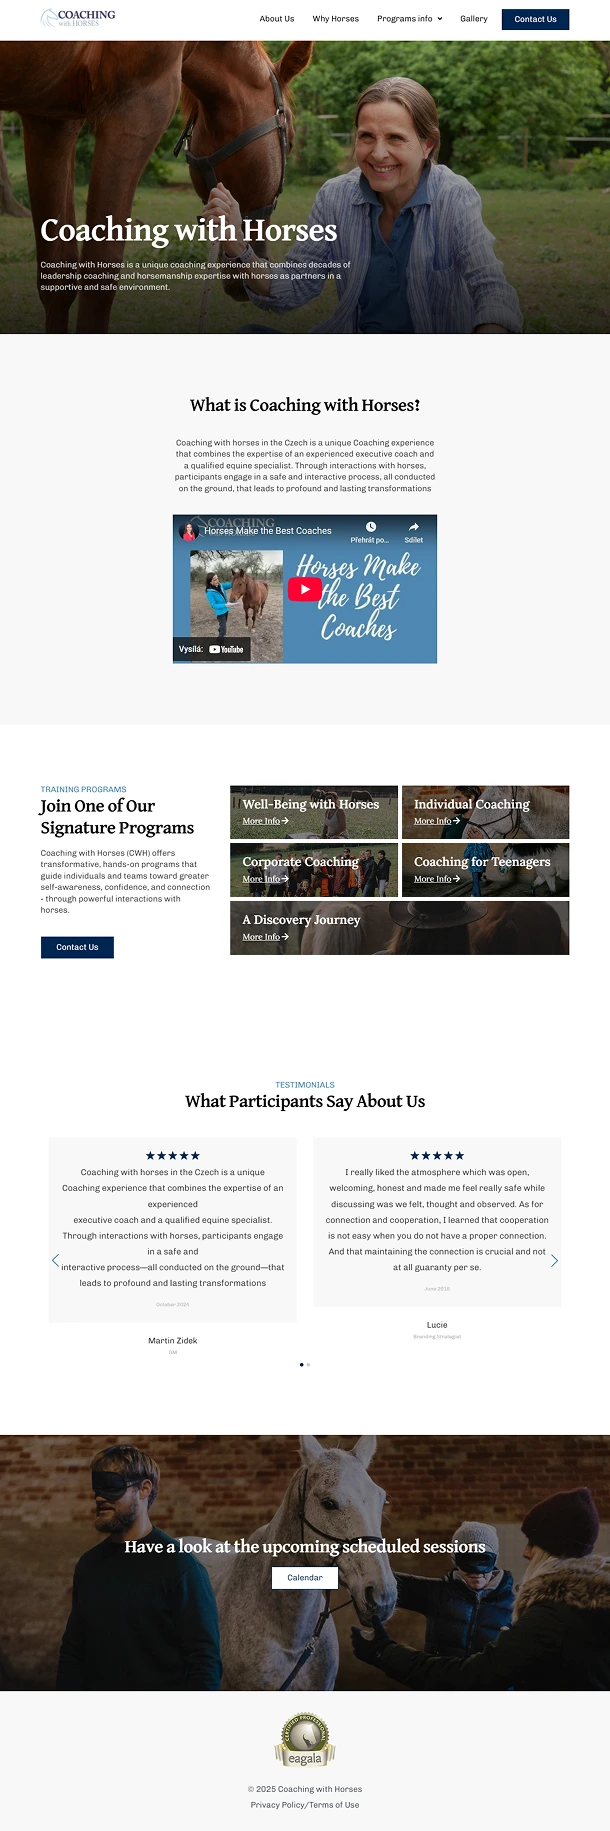 COACHING
with HORSES
About Us
Why Horses
Programs info
Gallery
Contact Us
Coaching with Horses
Coaching with Horses is a unique coaching experience that combines decades of
leadership coaching and horsemanship expertise with horses as partners in a
supportive and safe environment.
What is Coaching with Horses?
Coaching with horses in the Czech is a unique Coaching experience
that combines the expertise of an experienced executive coach and
a qualified equine specialist. Through interactions with horses,
participants engage in a safe and interactive process, all conducted
on the ground, that leads to profound and lasting transformations
COACHING
Horses Make the Best Coaches
Přehrát po...
Sdílet
Horses Make
the Best
Coaches
Vysílá: YouTube
TRAINING PROGRAMS
Join One of Our
Signature Programs
Coaching with Horses (CWH) offers
transformative, hands-on programs that
guide individuals and teams toward greater
self-awareness, confidence, and connection
- through powerful interactions with
horses.
Contact Us
Well-Being with Horses
More Info
Individual Coaching
More Info
Corporate Coaching
More Info
Coaching for Teenagers
More Info
A Discovery Journey
More Info
TESTIMONIALS
What Participants Say About Us
Coaching with horses in the Czech is a unique
Coaching experience that combines the expertise of an
experienced
executive coach and a qualified equine specialist.
Through interactions with horses, participants engage
in a safe and
interactive process—all conducted on the ground—that
leads to profound and lasting transformations
October 2024
Martin Zidek
GM
I really liked the atmosphere which was open,
welcoming, honest and made me feel really safe while
discussing was we felt, thought and observed. As for
connection and cooperation, I learned that cooperation
is not easy when you do not have a proper connection.
And that maintaining the connection is crucial and not
at all guaranty per se.
Lucie
Branding Strategist
Have a look at the upcoming scheduled sessions
Calendar
CERTIFIED PROFESSIONAL
eagala
© 2025 Coaching with Horses
Privacy Policy/Terms of Use